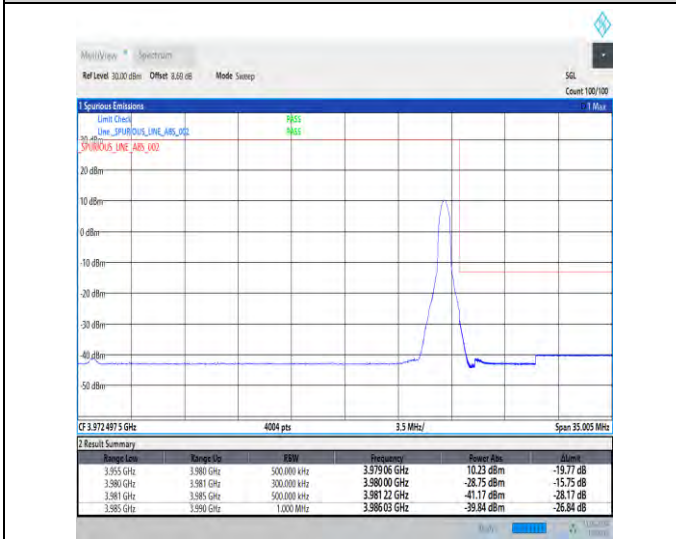 MultiView Spectrum
Ref Level 30.00 dBm Offset 8.69 dB Mode Sweep SGL
Count 100/100
1 Spurious Emissions 1 Max
Limit Check PASS
Line _SPURIOUS_LINE_ABS_002 PASS
30 dBm
_SPURIOUS_LINE_ABS_002
20 dBm
10 dBm
0 dBm
-10 dBm
-20 dBm
-30 dBm
-40 dBm
-50 dBm
CF 3.972 497 5 GHz 4004 pts 3.5 MHz/ Span 35.005 MHz
2 Result Summary
Range Low Range Up RBW Frequency Power Abs ΔLimit
3.955 GHz 3.980 GHz 500.000 kHz 3.979 06 GHz 10.23 dBm -19.77 dB
3.980 GHz 3.981 GHz 300.000 kHz 3.980 00 GHz -28.75 dBm -15.75 dB
3.981 GHz 3.985 GHz 500.000 kHz 3.981 22 GHz -41.17 dBm -28.17 dB
3.985 GHz 3.990 GHz 1.000 MHz 3.986 03 GHz -39.84 dBm -26.84 dB